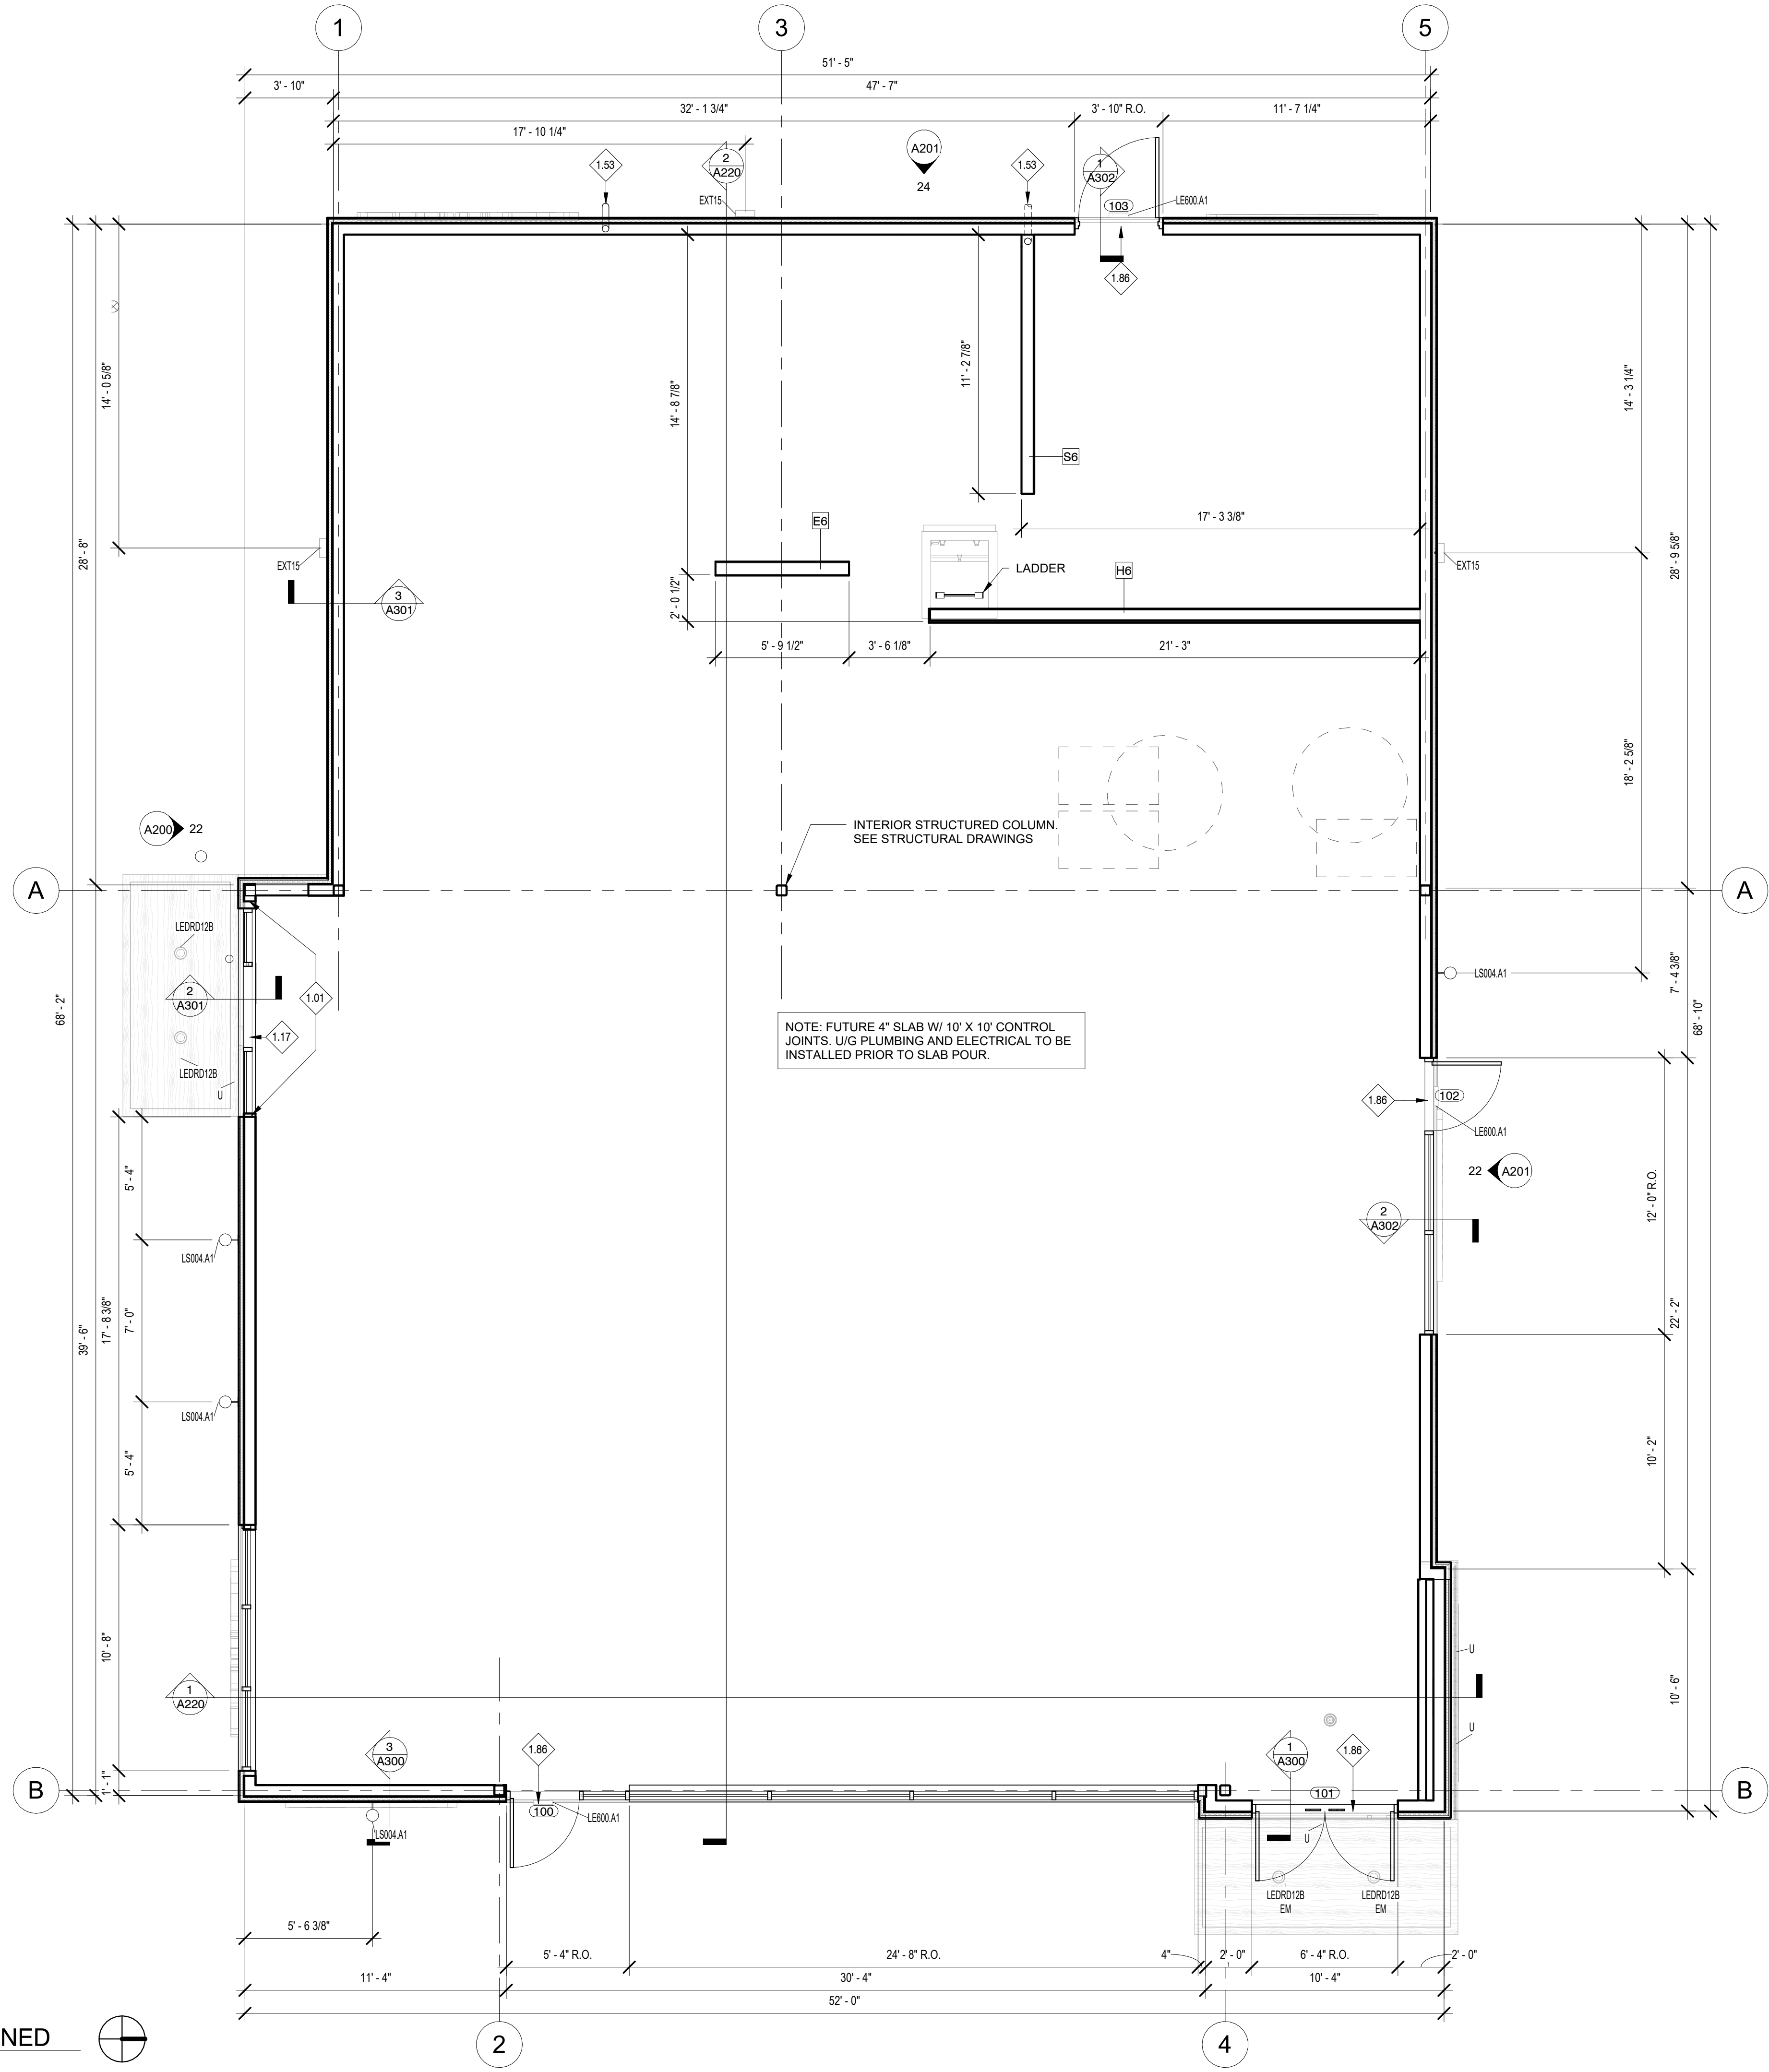 1
3
5
51' - 5"
3' - 10"
47' - 7"
32' - 1 3/4"
3' - 10" R.O.
11' - 7 1/4"
17' - 10 1/4"
1.53
2
A220
A201
24
1.53
1
A302
EXT15
103
LE600.A1
1.86
14' - 0 5/8"
14' - 8 7/8"
11' - 2 7/8"
14' - 3 1/4"
S6
17' - 3 3/8"
E6
28' - 8"
28' - 9 5/8"
EXT15
LADDER
H6
EXT15
3
A301
2' - 0 1/2"
5' - 9 1/2"
3' - 6 1/8"
21' - 3"
18' - 2 5/8"
A200
22
INTERIOR STRUCTURED COLUMN.
SEE STRUCTURAL DRAWINGS
A
A
LEDRD12B
2
A301
1.01
1.17
LEDRD12B
U
LS004.A1
7' - 4 3/8"
68' - 2"
68' - 10"
NOTE: FUTURE 4" SLAB W/ 10' X 10' CONTROL
JOINTS. U/G PLUMBING AND ELECTRICAL TO BE
INSTALLED PRIOR TO SLAB POUR.
1.86
102
LE600.A1
5' - 4"
22
A201
12' - 0" R.O.
2
A302
LS004.A1
7' - 0"
17' - 8 3/8"
39' - 6"
22' - 2"
LS004.A1
5' - 4"
10' - 2"
10' - 8"
U
10' - 6"
1
A220
U
3
A300
1.86
1
A300
1.86
B
B
1' - 1"
100
LE600.A1
101
LS004.A1
U
LEDRD12B
EM
LEDRD12B
EM
5' - 6 3/8"
5' - 4" R.O.
24' - 8" R.O.
4"
2' - 0"
6' - 4" R.O.
2' - 0"
11' - 4"
30' - 4"
10' - 4"
52' - 0"
NED
2
4